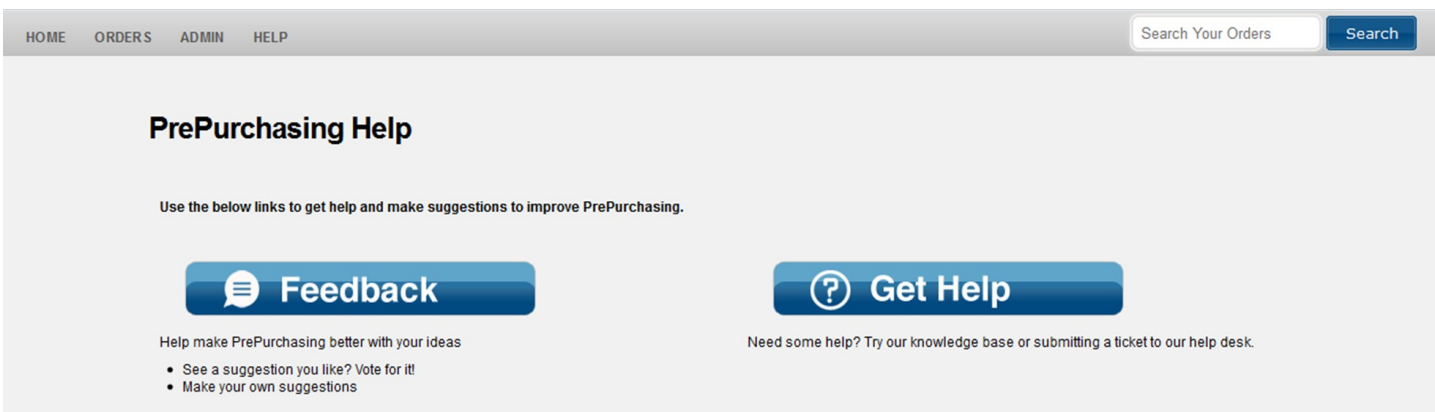 HOME ORDERS ADMIN HELP Search Your Orders Search
PrePurchasing Help
Use the below links to get help and make suggestions to improve PrePurchasing.
Feedback
Get Help
Help make PrePurchasing better with your ideas
Need some help? Try our knowledge base or submitting a ticket to our help desk.
• See a suggestion you like? Vote for it!
• Make your own suggestions